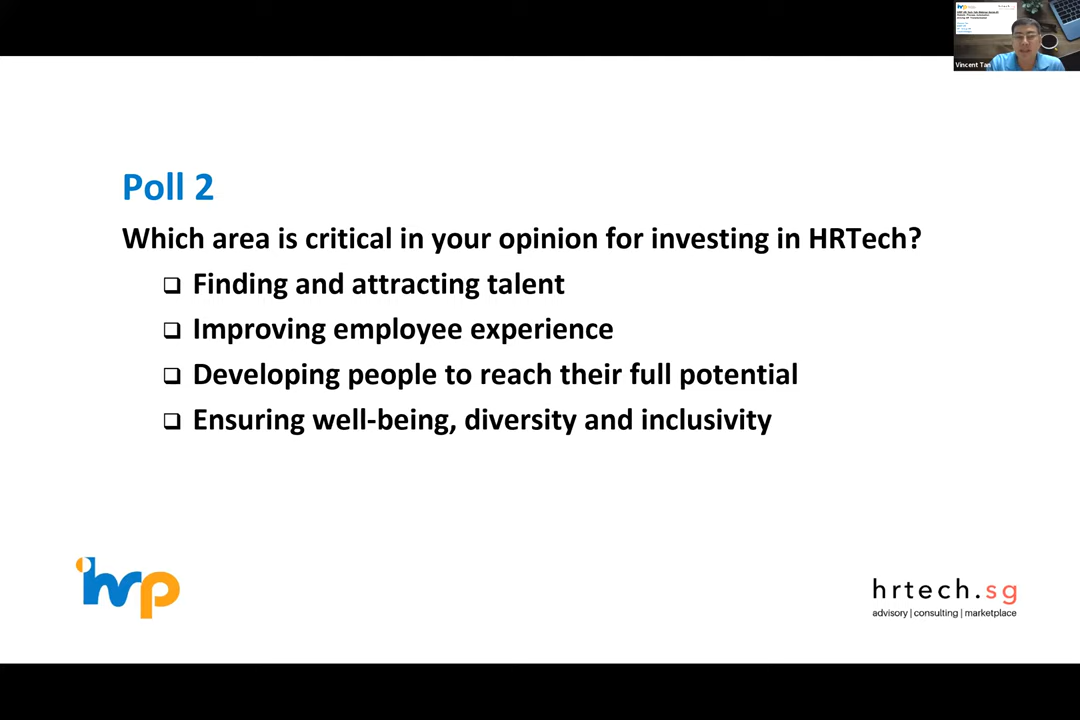 Vincent Tan
Poll 2
Which area is critical in your opinion for investing in HRTech?
❑ Finding and attracting talent
❑ Improving employee experience
❑ Developing people to reach their full potential
❑ Ensuring well-being, diversity and inclusivity
ihrp
hrtech.sg
advisory | consulting | marketplace